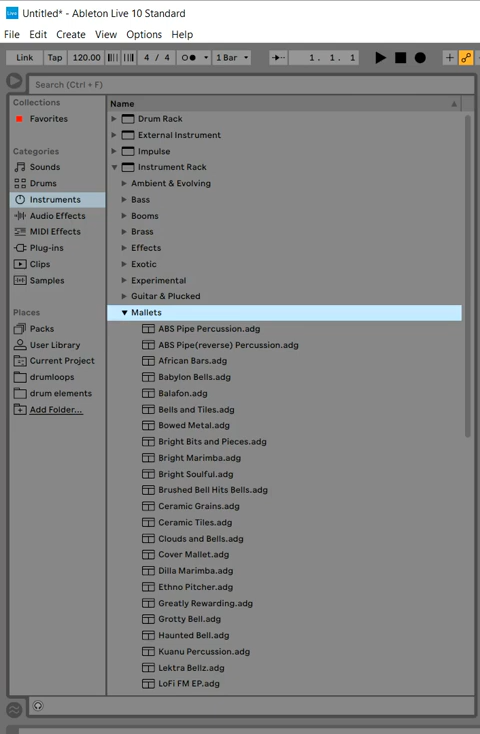 Live Untitled* - Ableton Live 10 Standard
File Edit Create View Options Help
Link Tap 120.00 4 / 4 1 Bar 1. 1. 1
Search (Ctrl + F)
Collections
Favorites
Categories
Sounds
Drums
Instruments
Audio Effects
MIDI Effects
Plug-ins
Clips
Samples
Places
Packs
User Library
Current Project
drumloops
drum elements
Add Folder...
Name
Drum Rack
External Instrument
Impulse
Instrument Rack
Ambient & Evolving
Bass
Booms
Brass
Effects
Exotic
Experimental
Guitar & Plucked
Mallets
ABS Pipe Percussion.adg
ABS Pipe(reverse) Percussion.adg
African Bars.adg
Babylon Bells.adg
Balafon.adg
Bells and Tiles.adg
Bowed Metal.adg
Bright Bits and Pieces.adg
Bright Marimba.adg
Bright Soulful.adg
Brushed Bell Hits Bells.adg
Ceramic Grains.adg
Ceramic Tiles.adg
Clouds and Bells.adg
Cover Mallet.adg
Dilla Marimba.adg
Ethno Pitcher.adg
Greatly Rewarding.adg
Grotty Bell.adg
Haunted Bell.adg
Kuanu Percussion.adg
Lektra Bellz.adg
LoFi FM EP.adg